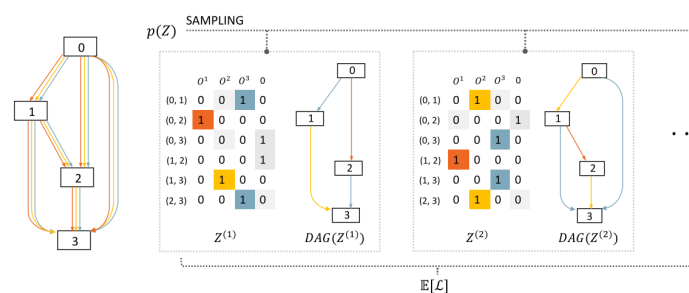 SAMPLING
p(Z)
0
1
2
3
O¹ O² O³ 0
(0, 1) 0 0 1 0
(0, 2) 1 0 0 0
(0, 3) 0 0 0 1
(1, 2) 0 0 0 1
(1, 3) 0 1 0 0
(2, 3) 0 0 1 0
Z⁽¹⁾
0
1
2
3
DAG(Z⁽¹⁾)
O¹ O² O³ 0
(0, 1) 0 1 0 0
(0, 2) 0 0 0 1
(0, 3) 0 0 1 0
(1, 2) 1 0 0 0
(1, 3) 0 0 1 0
(2, 3) 0 1 0 0
Z⁽²⁾
0
1
2
3
DAG(Z⁽²⁾)
. .
𝔼[ℒ]